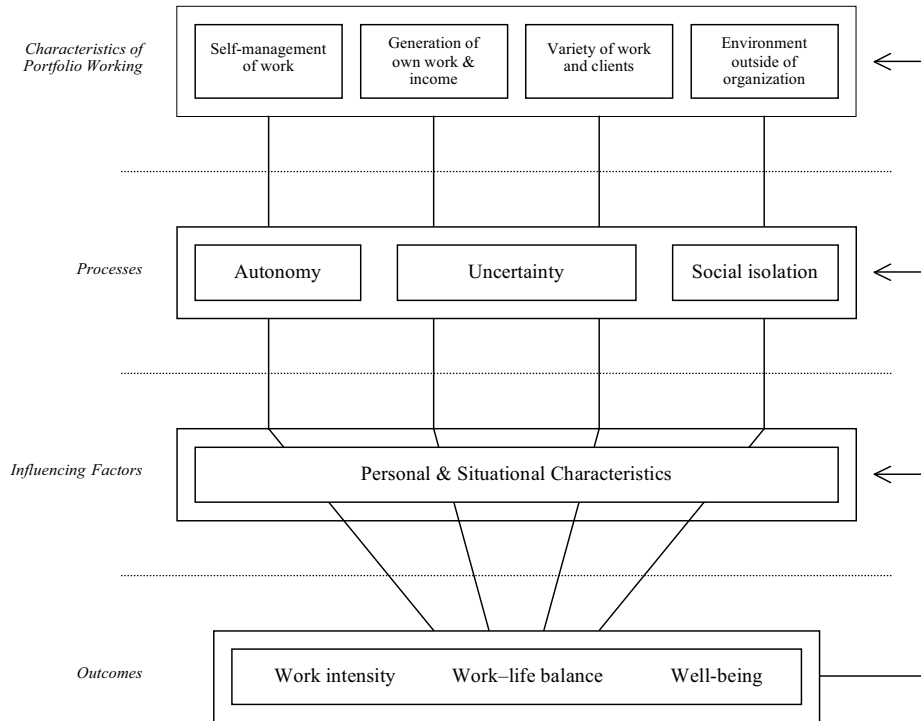 Characteristics of
Portfolio Working
Self-management
of work
Generation of
own work &
income
Variety of work
and clients
Environment
outside of
organization
Processes
Autonomy
Uncertainty
Social isolation
Influencing Factors
Personal & Situational Characteristics
Outcomes
Work intensity
Work–life balance
Well-being